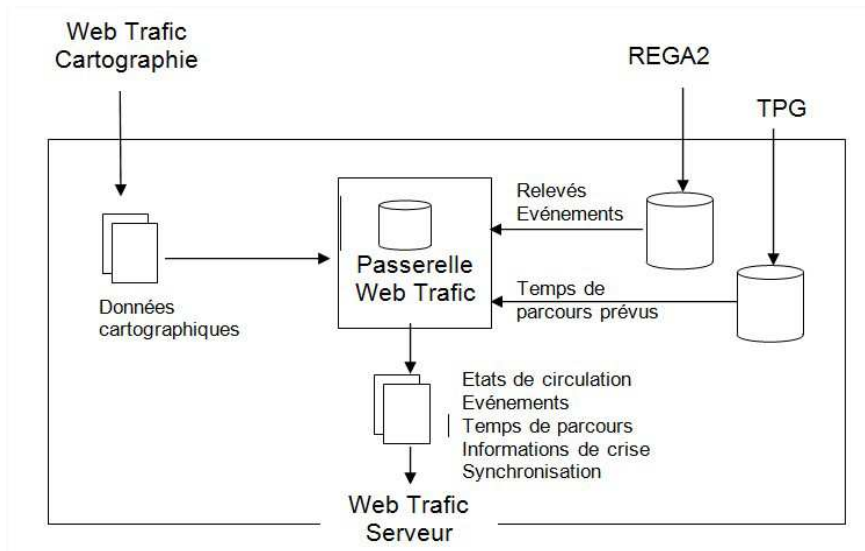 Web Trafic
Cartographie
REGA2
TPG
Relevés
Evénements
Passerelle
Web Trafic
Données
cartographiques
Temps de
parcours prévus
Etats de circulation
Evénements
Temps de parcours
Informations de crise
Synchronisation
Web Trafic
Serveur